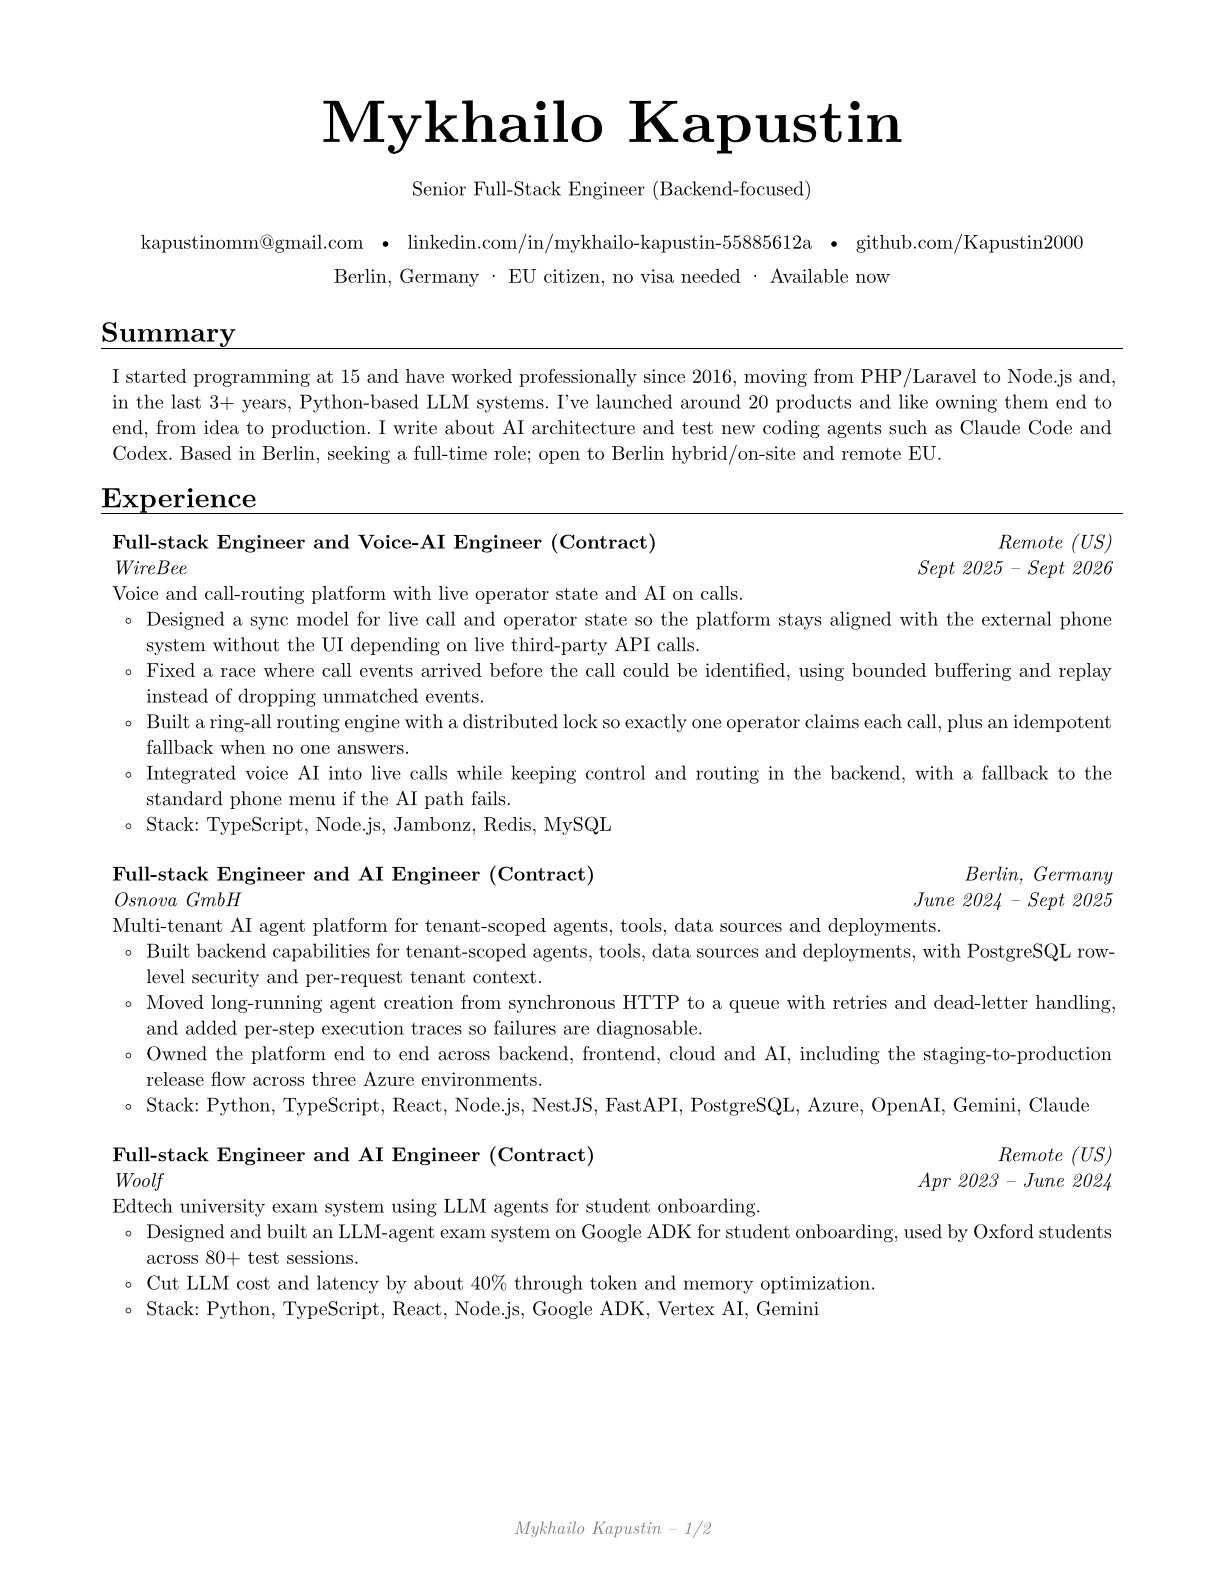 Mykhailo Kapustin
Senior Full-Stack Engineer (Backend-focused)
kapustinomm@gmail.com • linkedin.com/in/mykhailo-kapustin-55885612a • github.com/Kapustin2000
Berlin, Germany · EU citizen, no visa needed · Available now
Summary
I started programming at 15 and have worked professionally since 2016, moving from PHP/Laravel to Node.js and,
in the last 3+ years, Python-based LLM systems. I've launched around 20 products and like owning them end to
end, from idea to production. I write about AI architecture and test new coding agents such as Claude Code and
Codex. Based in Berlin, seeking a full-time role; open to Berlin hybrid/on-site and remote EU.
Experience
Full-stack Engineer and Voice-AI Engineer (Contract) Remote (US)
WireBee Sept 2025 – Sept 2026
Voice and call-routing platform with live operator state and AI on calls.
◦ Designed a sync model for live call and operator state so the platform stays aligned with the external phone
system without the UI depending on live third-party API calls.
◦ Fixed a race where call events arrived before the call could be identified, using bounded buffering and replay
instead of dropping unmatched events.
◦ Built a ring-all routing engine with a distributed lock so exactly one operator claims each call, plus an idempotent
fallback when no one answers.
◦ Integrated voice AI into live calls while keeping control and routing in the backend, with a fallback to the
standard phone menu if the AI path fails.
◦ Stack: TypeScript, Node.js, Jambonz, Redis, MySQL
Full-stack Engineer and AI Engineer (Contract) Berlin, Germany
Osnova GmbH June 2024 – Sept 2025
Multi-tenant AI agent platform for tenant-scoped agents, tools, data sources and deployments.
◦ Built backend capabilities for tenant-scoped agents, tools, data sources and deployments, with PostgreSQL row-
level security and per-request tenant context.
◦ Moved long-running agent creation from synchronous HTTP to a queue with retries and dead-letter handling,
and added per-step execution traces so failures are diagnosable.
◦ Owned the platform end to end across backend, frontend, cloud and AI, including the staging-to-production
release flow across three Azure environments.
◦ Stack: Python, TypeScript, React, Node.js, NestJS, FastAPI, PostgreSQL, Azure, OpenAI, Gemini, Claude
Full-stack Engineer and AI Engineer (Contract) Remote (US)
Woolf Apr 2023 – June 2024
Edtech university exam system using LLM agents for student onboarding.
◦ Designed and built an LLM-agent exam system on Google ADK for student onboarding, used by Oxford students
across 80+ test sessions.
◦ Cut LLM cost and latency by about 40% through token and memory optimization.
◦ Stack: Python, TypeScript, React, Node.js, Google ADK, Vertex AI, Gemini
Mykhailo Kapustin – 1/2